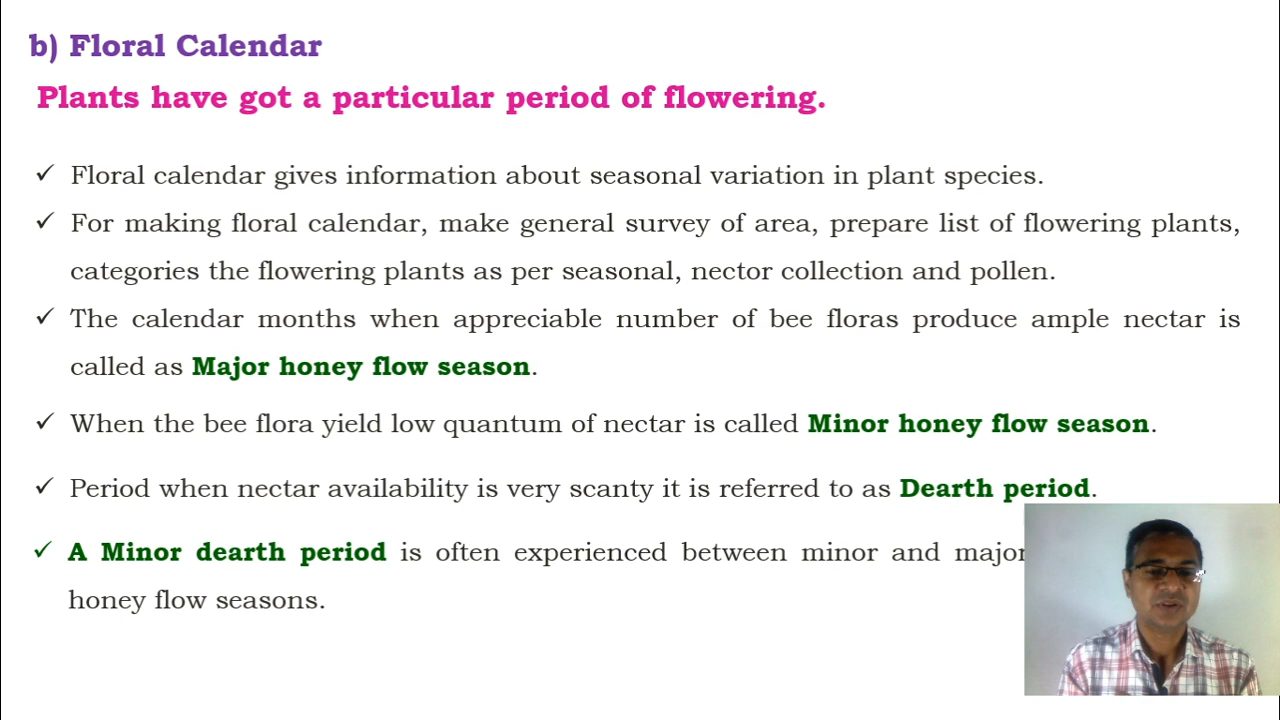 b) Floral Calendar
Plants have got a particular period of flowering.
✓ Floral calendar gives information about seasonal variation in plant species.
✓ For making floral calendar, make general survey of area, prepare list of flowering plants,
categories the flowering plants as per seasonal, nector collection and pollen.
✓ The calendar months when appreciable number of bee floras produce ample nectar is
called as Major honey flow season.
✓ When the bee flora yield low quantum of nectar is called Minor honey flow season.
✓ Period when nectar availability is very scanty it is referred to as Dearth period.
✓ A Minor dearth period is often experienced between minor and major
honey flow seasons.